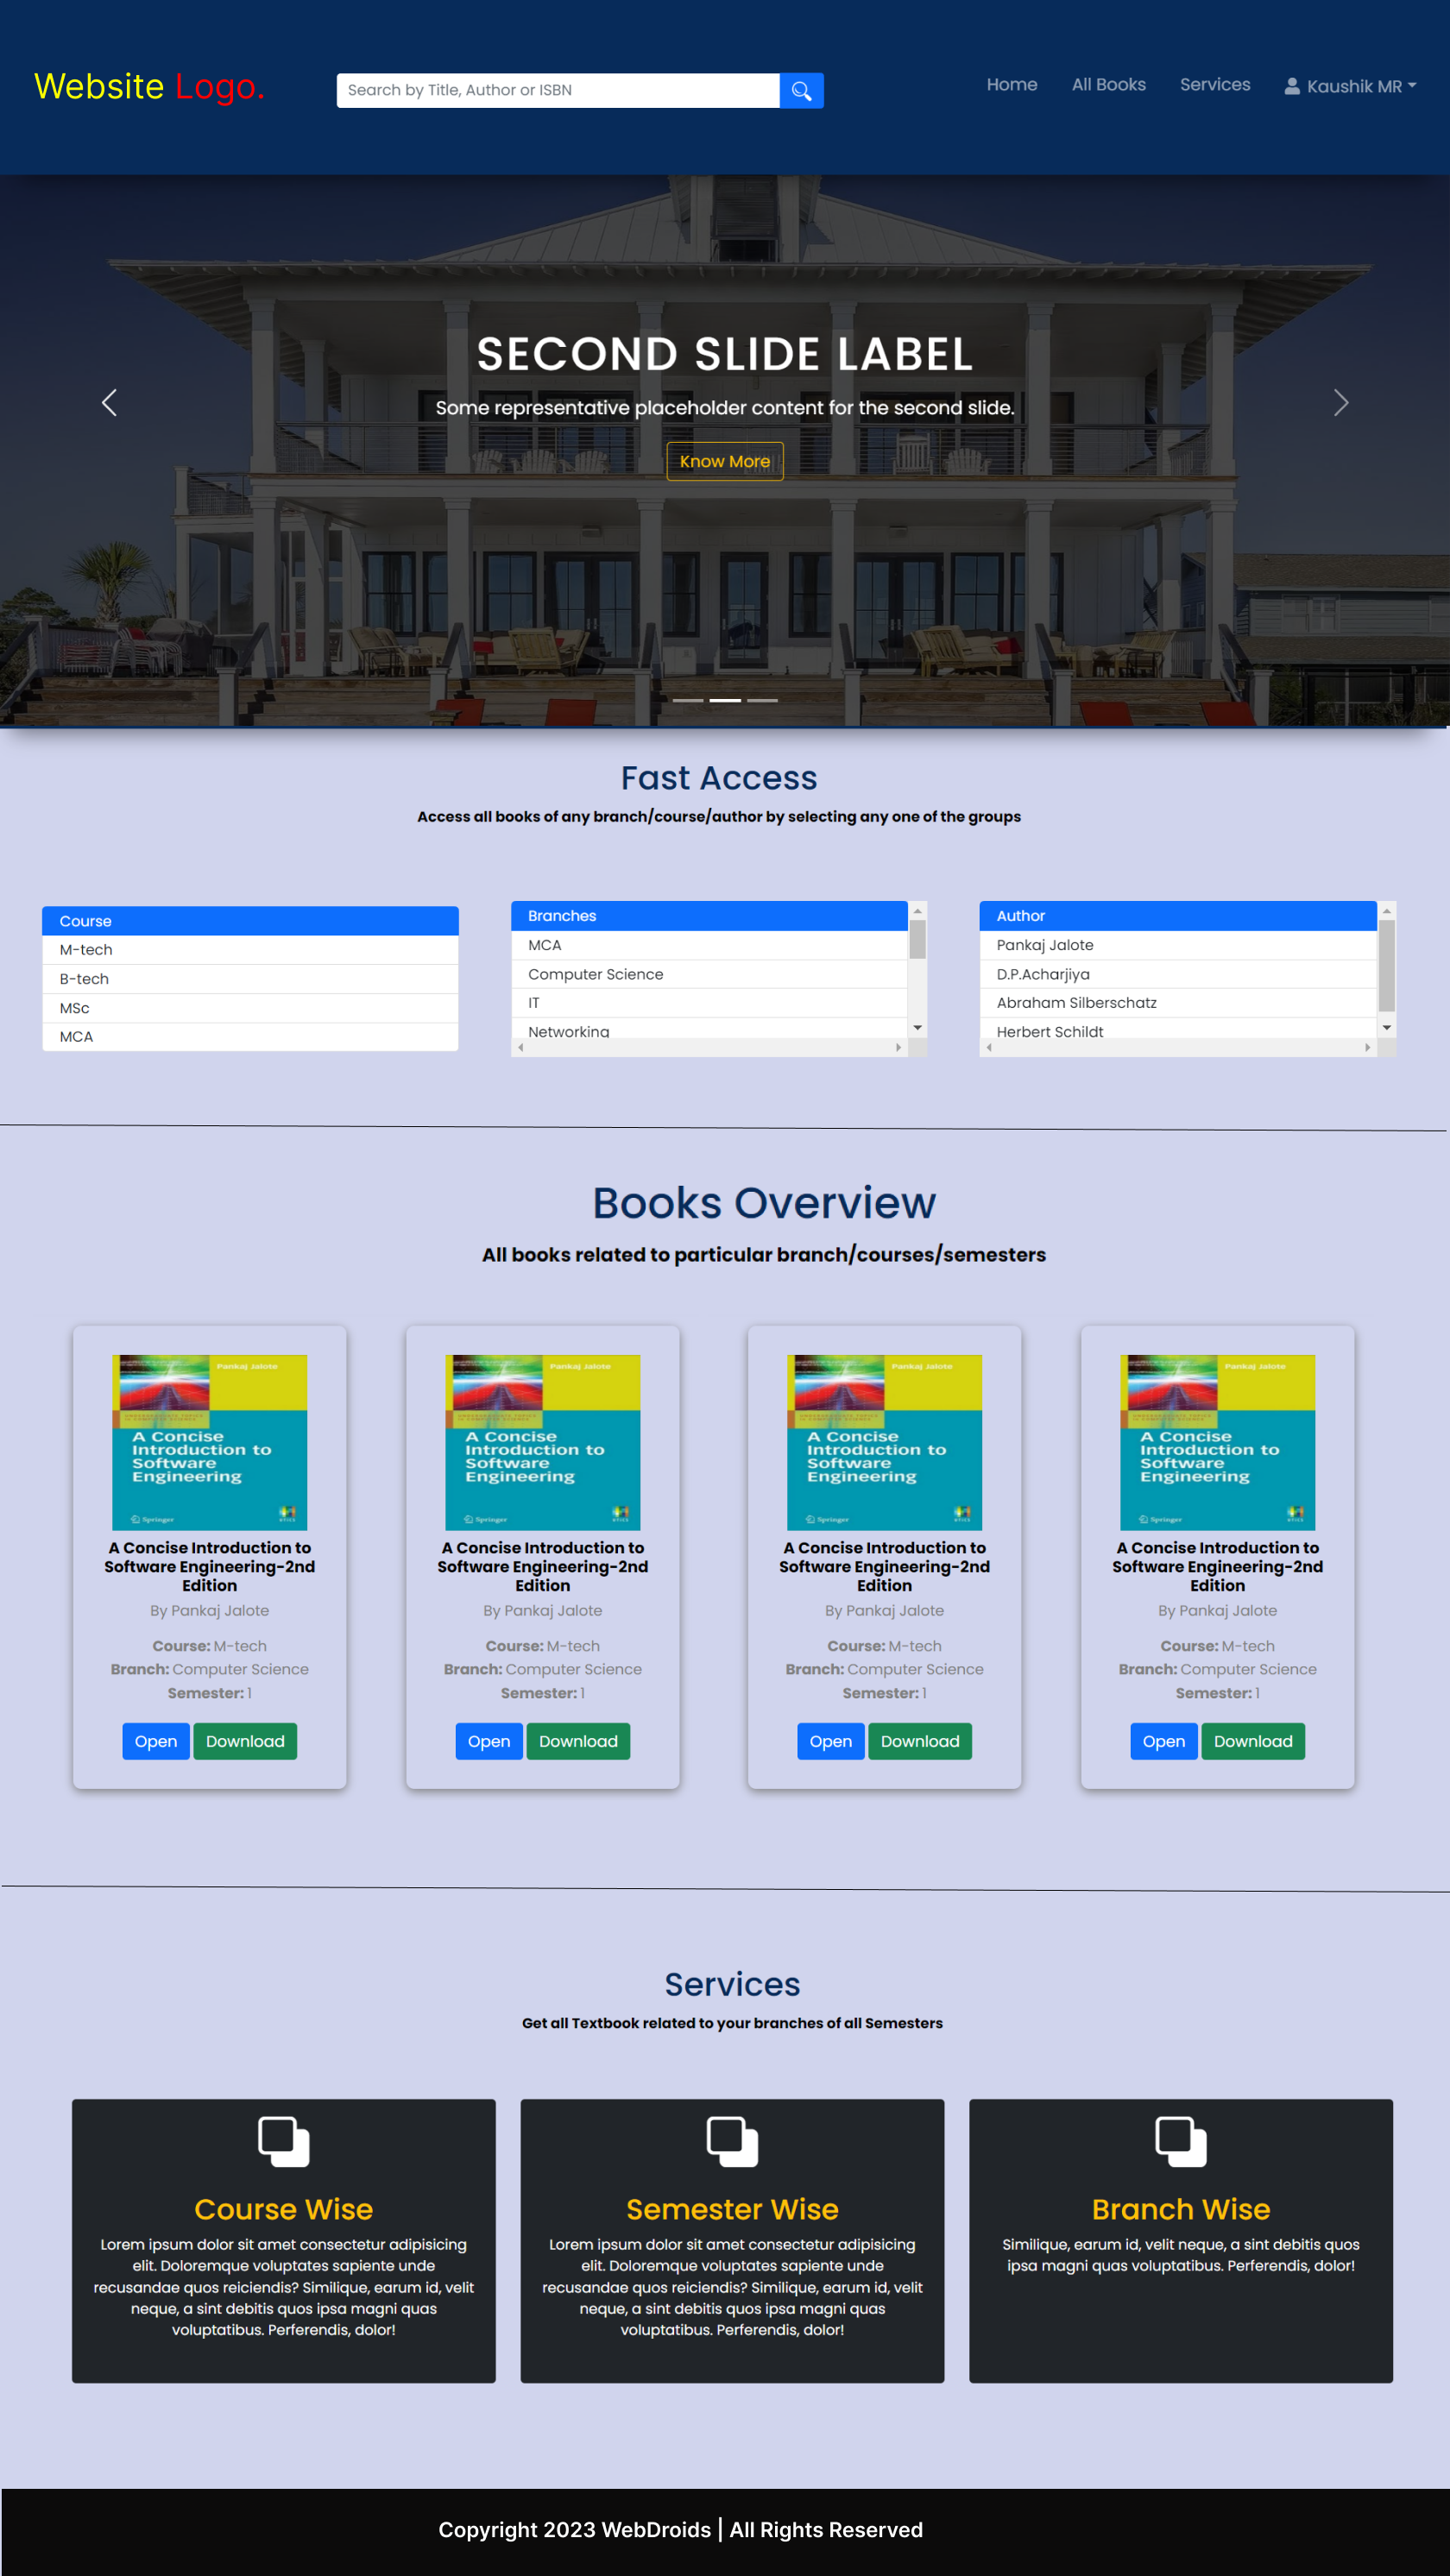 Website Logo.
Search by Title, Author or ISBN
Home All Books Services Kaushik MR
SECOND SLIDE LABEL
Some representative placeholder content for the second slide.
Know More
Fast Access
Access all books of any branch/course/author by selecting any one of the groups
Course
M-tech
B-tech
MSc
MCA
Branches
MCA
Computer Science
IT
Networking
Author
Pankaj Jalote
D.P.Acharjiya
Abraham Silberschatz
Herbert Schildt
Books Overview
All books related to particular branch/courses/semesters
Pankaj Jalote
A Concise
Introduction to
Software
Engineering
Springer
A Concise Introduction to
Software Engineering-2nd
Edition
By Pankaj Jalote
Course: M-tech
Branch: Computer Science
Semester: 1
Open Download
Pankaj Jalote
A Concise
Introduction to
Software
Engineering
Springer
A Concise Introduction to
Software Engineering-2nd
Edition
By Pankaj Jalote
Course: M-tech
Branch: Computer Science
Semester: 1
Open Download
Pankaj Jalote
A Concise
Introduction to
Software
Engineering
Springer
A Concise Introduction to
Software Engineering-2nd
Edition
By Pankaj Jalote
Course: M-tech
Branch: Computer Science
Semester: 1
Open Download
Pankaj Jalote
A Concise
Introduction to
Software
Engineering
Springer
A Concise Introduction to
Software Engineering-2nd
Edition
By Pankaj Jalote
Course: M-tech
Branch: Computer Science
Semester: 1
Open Download
Services
Get all Textbook related to your branches of all Semesters
Course Wise
Lorem ipsum dolor sit amet consectetur adipisicing
elit. Doloremque voluptates sapiente unde
recusandae quos reiciendis? Similique, earum id, velit
neque, a sint debitis quos ipsa magni quas
voluptatibus. Perferendis, dolor!
Semester Wise
Lorem ipsum dolor sit amet consectetur adipisicing
elit. Doloremque voluptates sapiente unde
recusandae quos reiciendis? Similique, earum id, velit
neque, a sint debitis quos ipsa magni quas
voluptatibus. Perferendis, dolor!
Branch Wise
Similique, earum id, velit neque, a sint debitis quos
ipsa magni quas voluptatibus. Perferendis, dolor!
Copyright 2023 WebDroids | All Rights Reserved